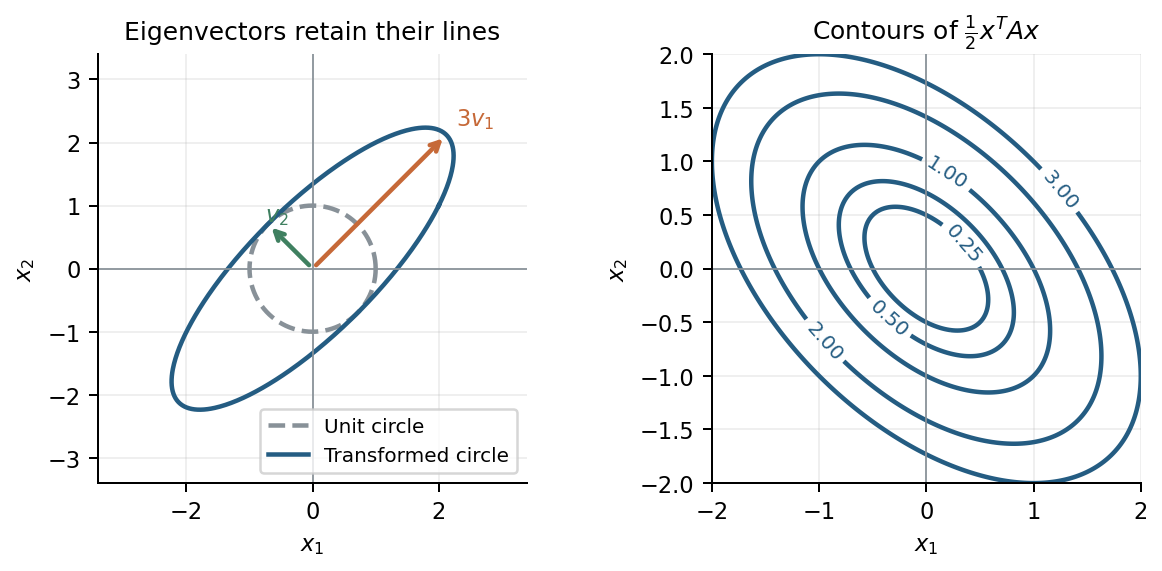 Eigenvectors retain their lines
3
2
1
0
−1
−2
−3
x₂
3v₁
v₂
Unit circle
Transformed circle
−2
0
2
x₁
Contours of ½xᵀAx
2.0
1.5
1.0
0.5
0.0
−0.5
−1.0
−1.5
−2.0
x₂
1.00
3.00
0.25
0.50
2.00
−2
−1
0
1
2
x₁